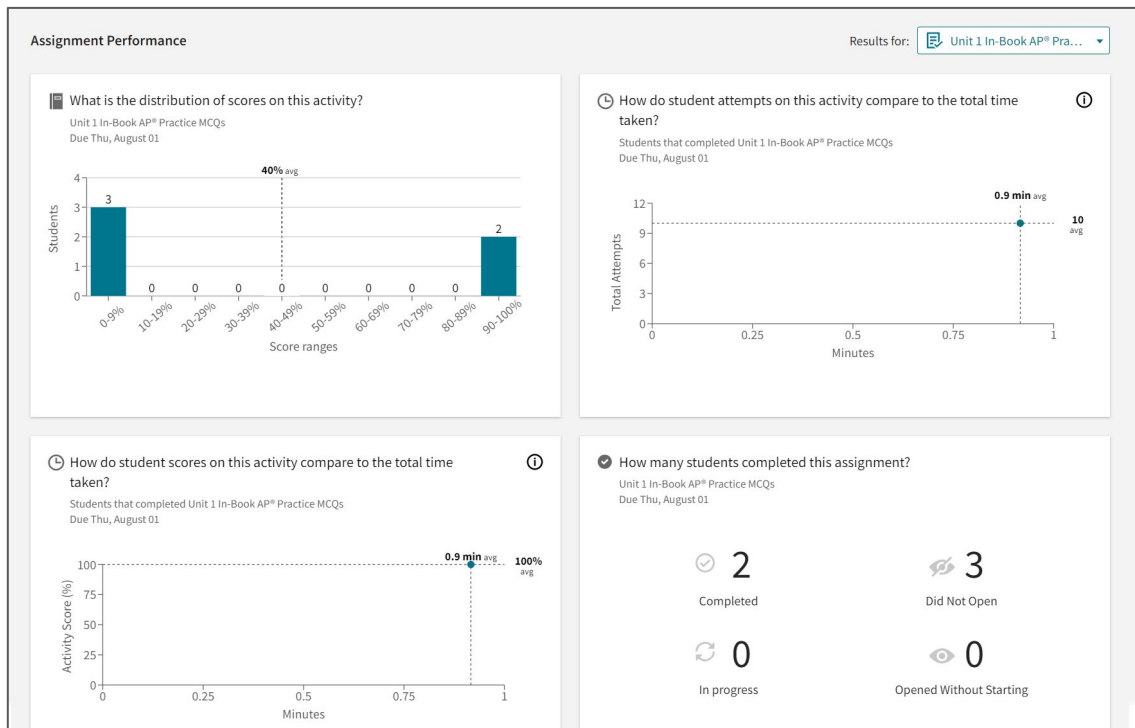 Assignment Performance
Results for:
Unit 1 In-Book AP® Pra...
What is the distribution of scores on this activity?
Unit 1 In-Book AP® Practice MCQs
Due Thu, August 01
40% avg
4
3
2
1
0
Students
3
0
0
0
0
0
0
0
0
2
0-9%
10-19%
20-29%
30-39%
40-49%
50-59%
60-69%
70-79%
80-89%
90-100%
Score ranges
How do student attempts on this activity compare to the total time
taken?
Students that completed Unit 1 In-Book AP® Practice MCQs
Due Thu, August 01
0.9 min avg
10
avg
12
9
6
3
0
Total Attempts
0
0.25
0.5
0.75
1
Minutes
How do student scores on this activity compare to the total time
taken?
Students that completed Unit 1 In-Book AP® Practice MCQs
Due Thu, August 01
0.9 min avg
100%
avg
100
75
50
25
0
Activity Score (%)
0
0.25
0.5
0.75
1
Minutes
How many students completed this assignment?
Unit 1 In-Book AP® Practice MCQs
Due Thu, August 01
2
Completed
3
Did Not Open
0
In progress
0
Opened Without Starting